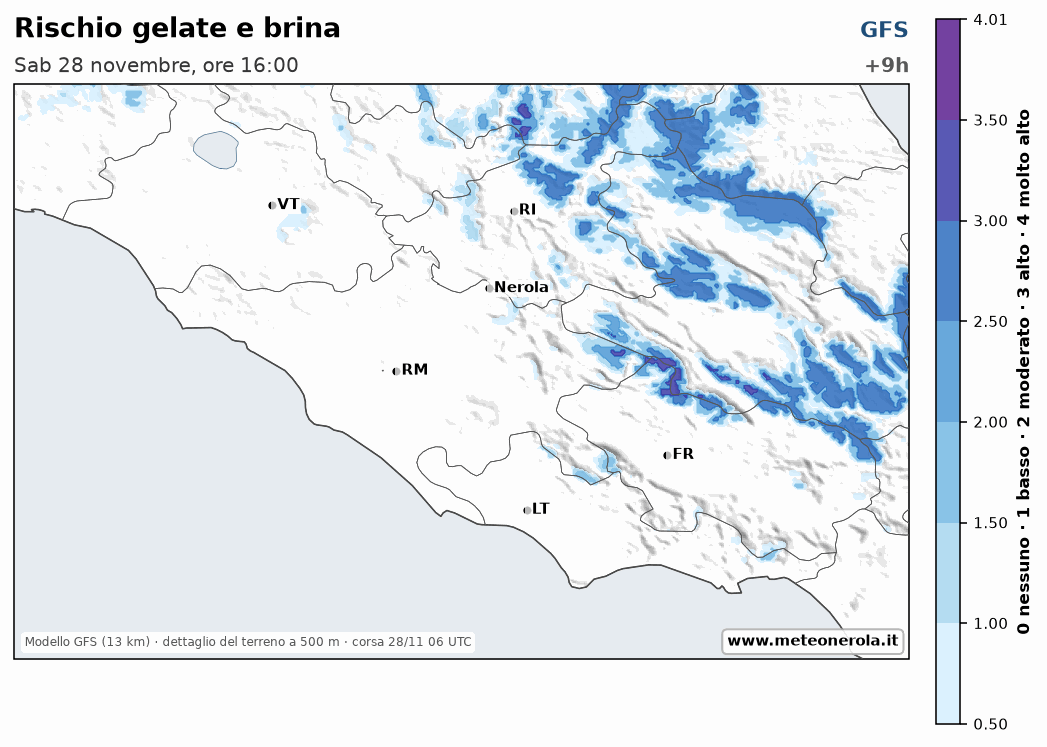 Rischio gelate e brina
GFS
Sab 28 novembre, ore 16:00
+9h
4.01
3.50
3.00
2.50
2.00
1.50
1.00
0.50
0 nessuno · 1 basso · 2 moderato · 3 alto · 4 molto alto
VT
RI
Nerola
RM
FR
LT
Modello GFS (13 km) · dettaglio del terreno a 500 m · corsa 28/11 06 UTC
www.meteonerola.it